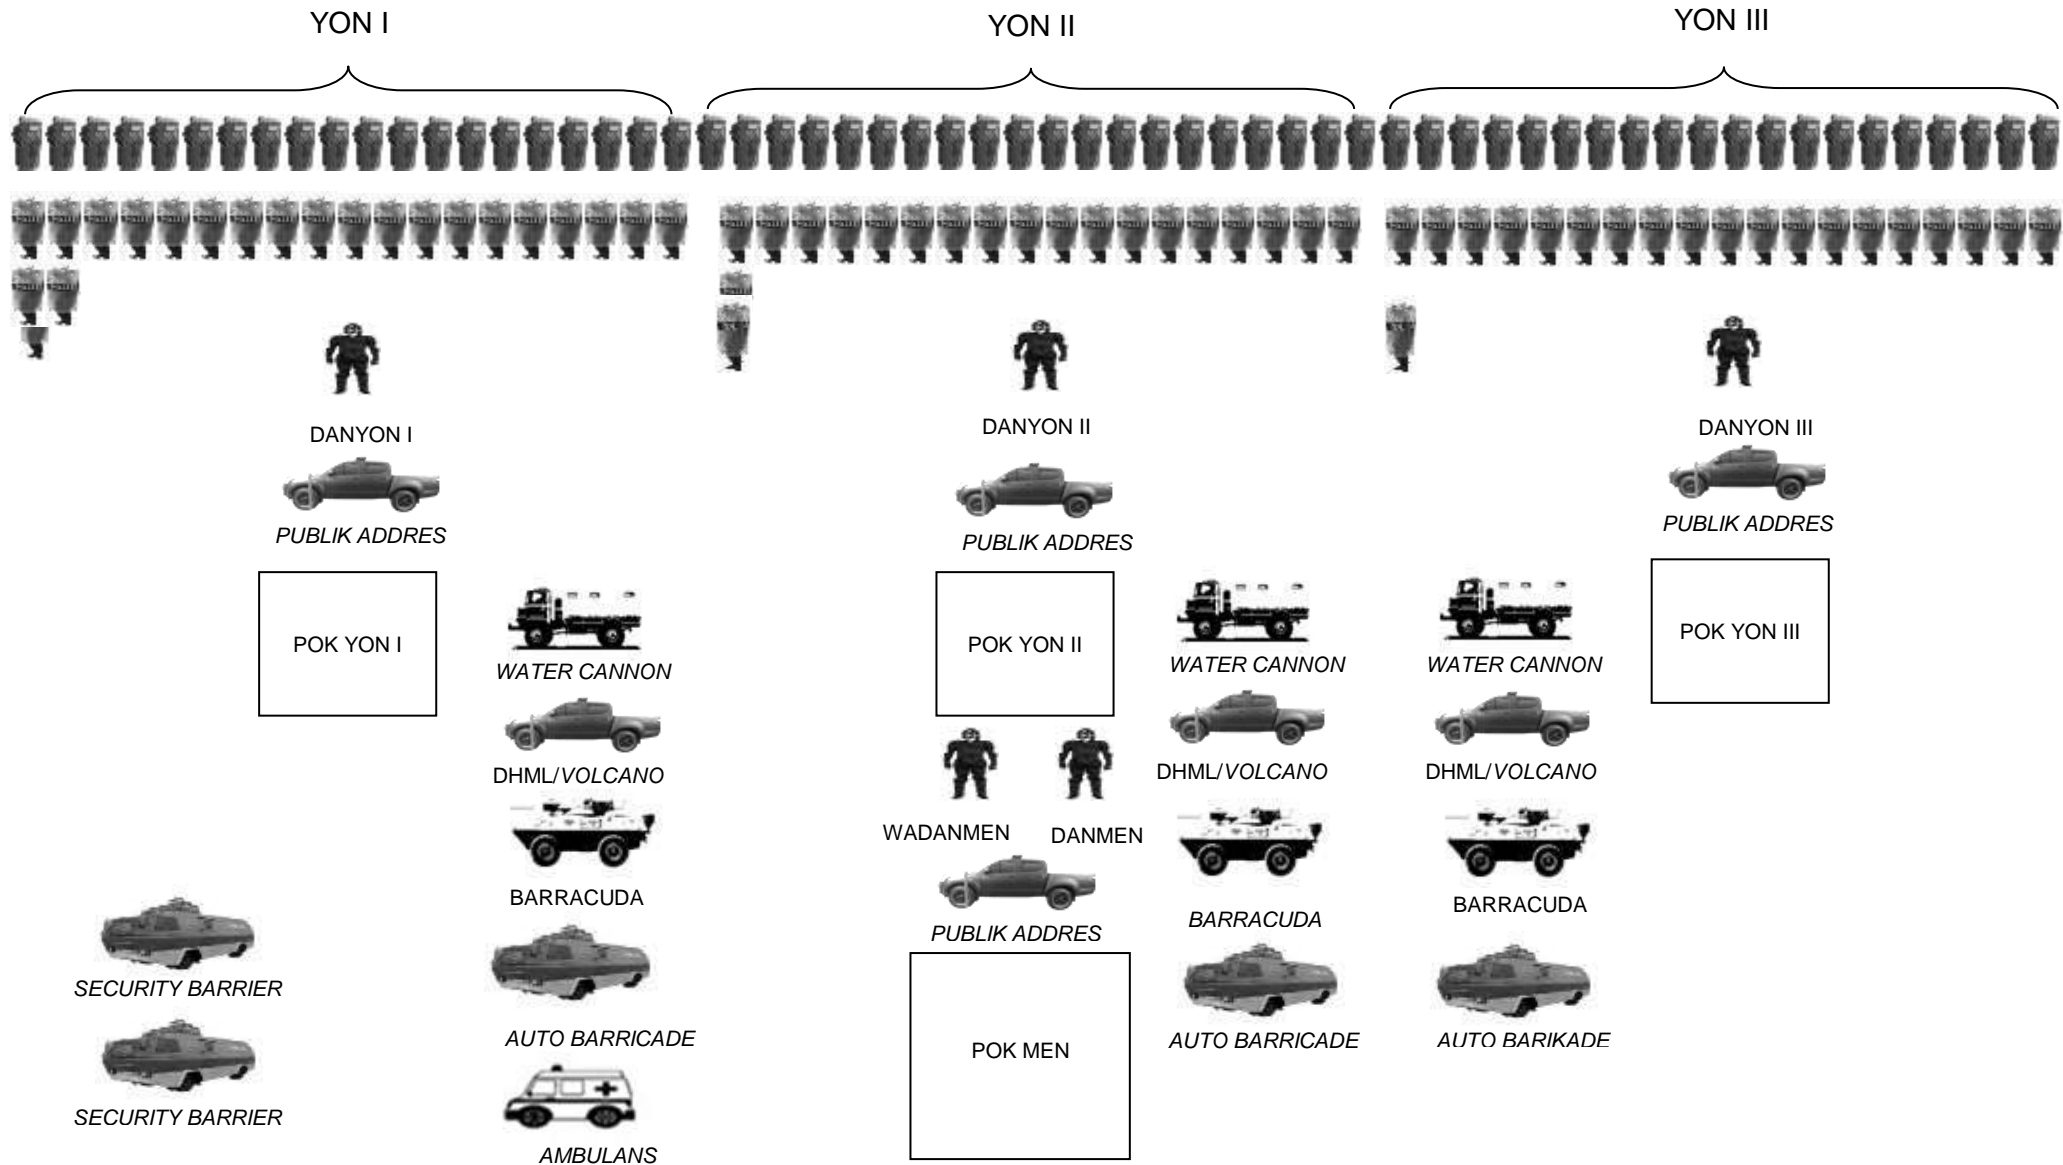 YON I
YON II
YON III
DANYON I
DANYON II
DANYON III
PUBLIK ADDRES
PUBLIK ADDRES
PUBLIK ADDRES
POK YON I
POK YON II
POK YON III
WATER CANNON
WATER CANNON
WATER CANNON
DHML/VOLCANO
DHML/VOLCANO
DHML/VOLCANO
WADANMEN
DANMEN
BARRACUDA
BARRACUDA
BARRACUDA
PUBLIK ADDRES
SECURITY BARRIER
AUTO BARRICADE
AUTO BARRICADE
AUTO BARIKADE
POK MEN
SECURITY BARRIER
AMBULANS